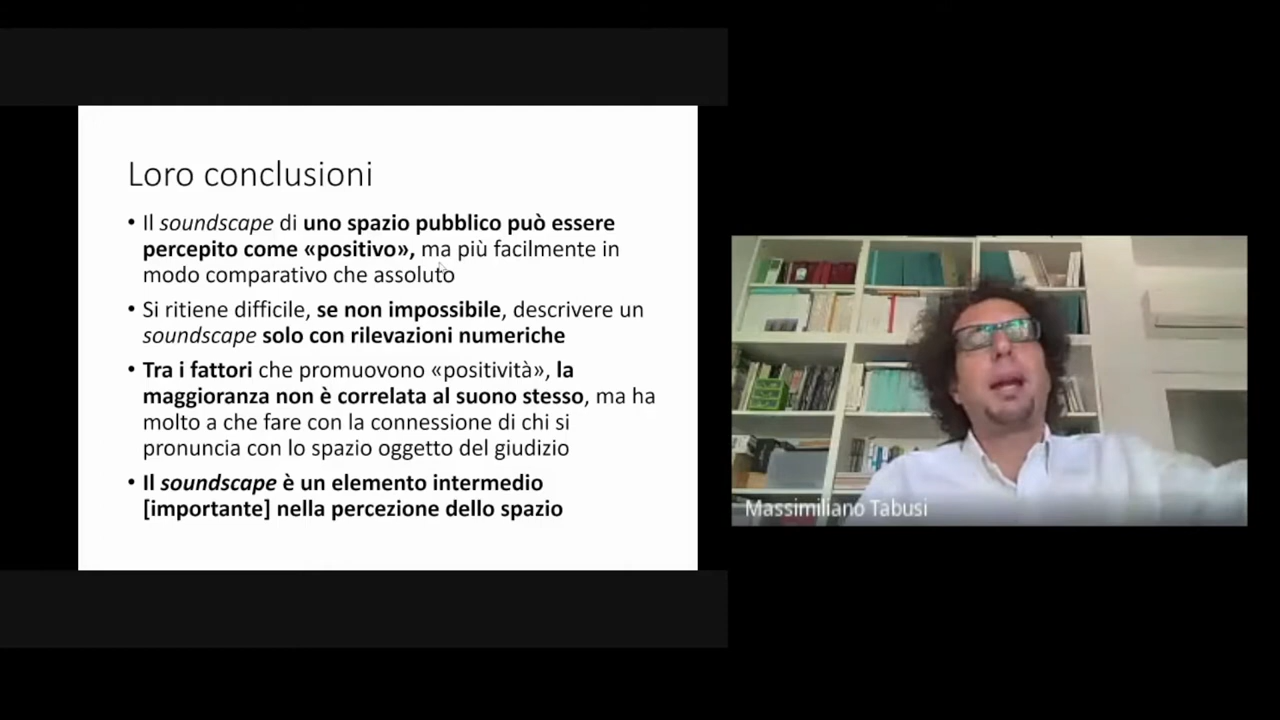 Loro conclusioni
• Il soundscape di uno spazio pubblico può essere
percepito come «positivo», ma più facilmente in
modo comparativo che assoluto
• Si ritiene difficile, se non impossibile, descrivere un
soundscape solo con rilevazioni numeriche
• Tra i fattori che promuovono «positività», la
maggioranza non è correlata al suono stesso, ma ha
molto a che fare con la connessione di chi si
pronuncia con lo spazio oggetto del giudizio
• Il soundscape è un elemento intermedio
[importante] nella percezione dello spazio
Massimiliano Tabusi